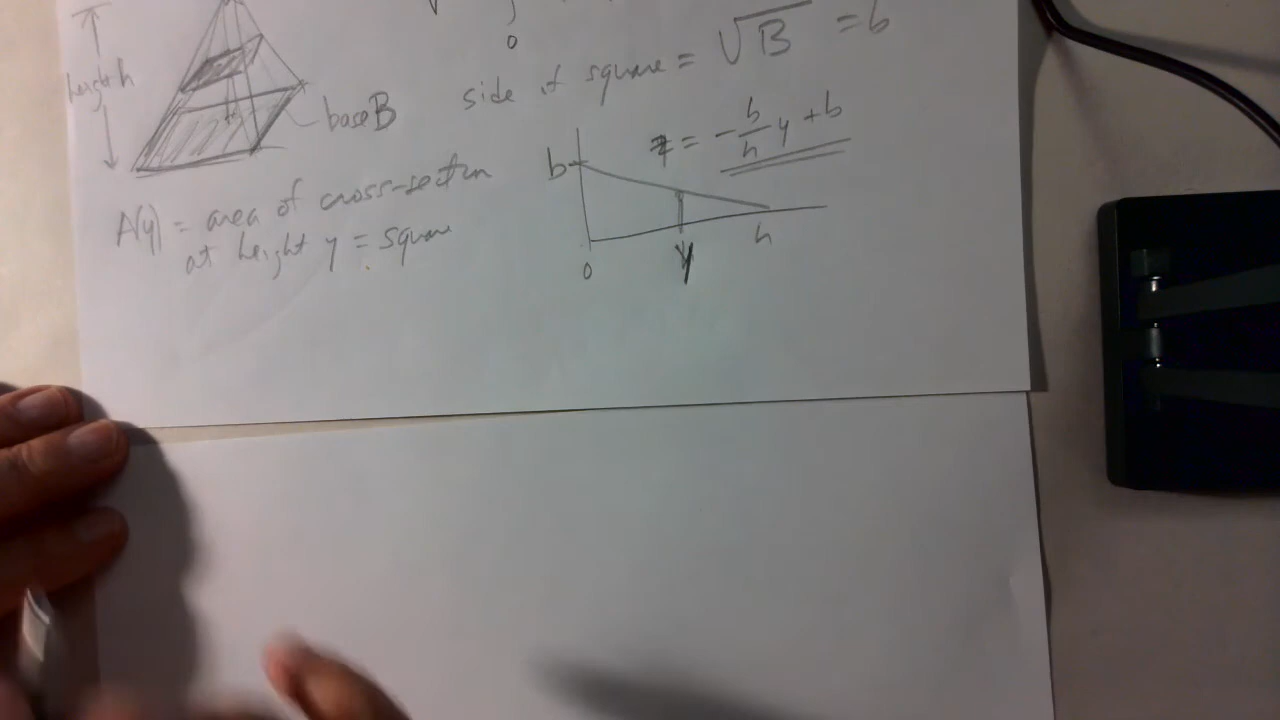 0
height h
side of square = √B = b
base B
z = -b/h y + b
b
A(y) = area of cross-section
at height y = square
0 y h